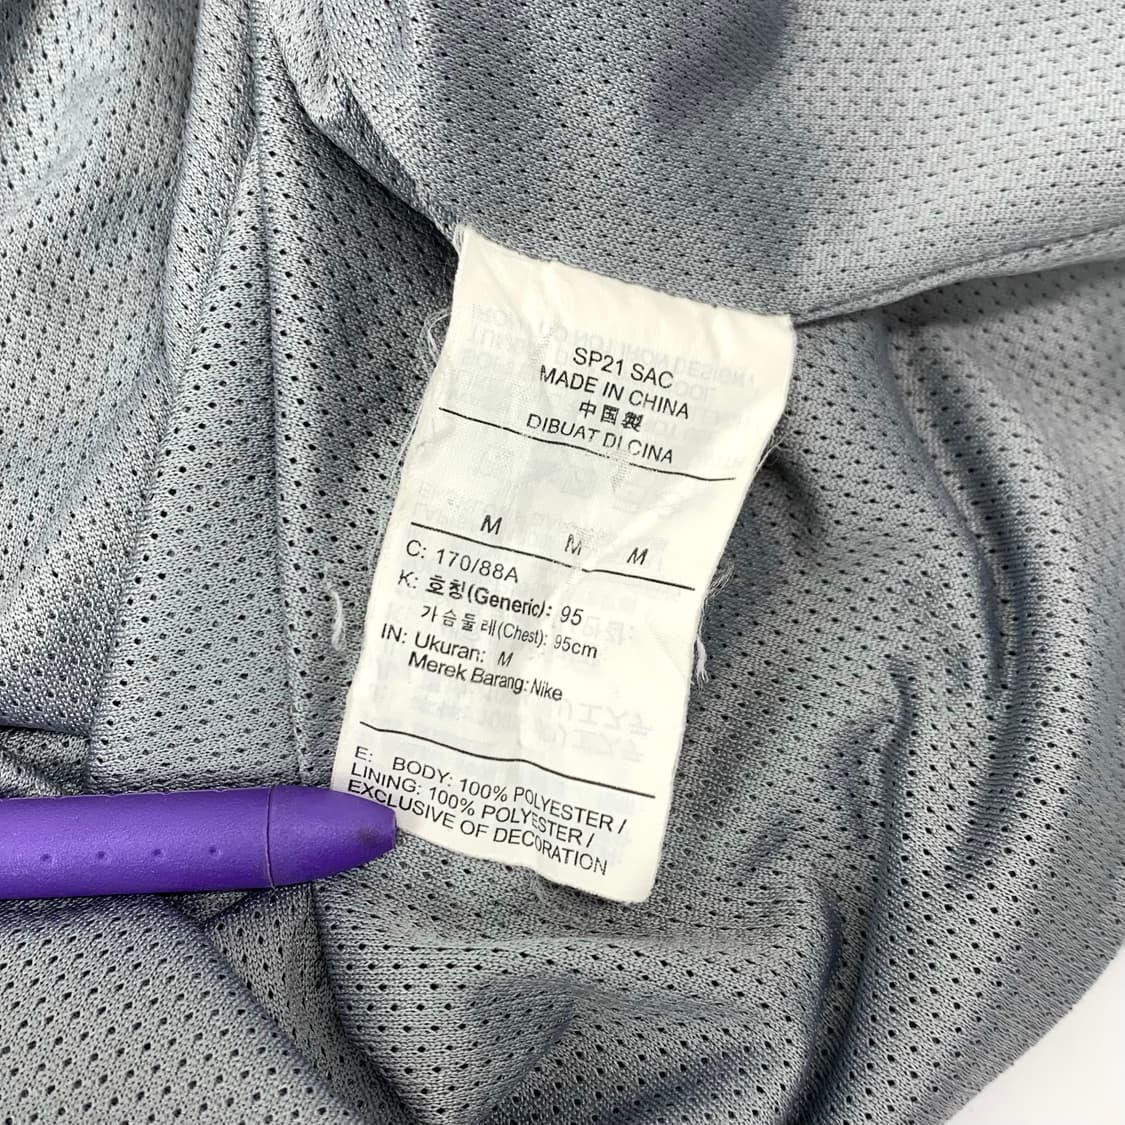 SP21 SAC
MADE IN CHINA
中国製
DIBUAT DI CINA
M M M
C: 170/88A
K: 호칭(Generic): 95
가슴둘레(Chest): 95cm
IN: Ukuran: M
Merek Barang: Nike
E: BODY: 100% POLYESTER /
LINING: 100% POLYESTER /
EXCLUSIVE OF DECORATION